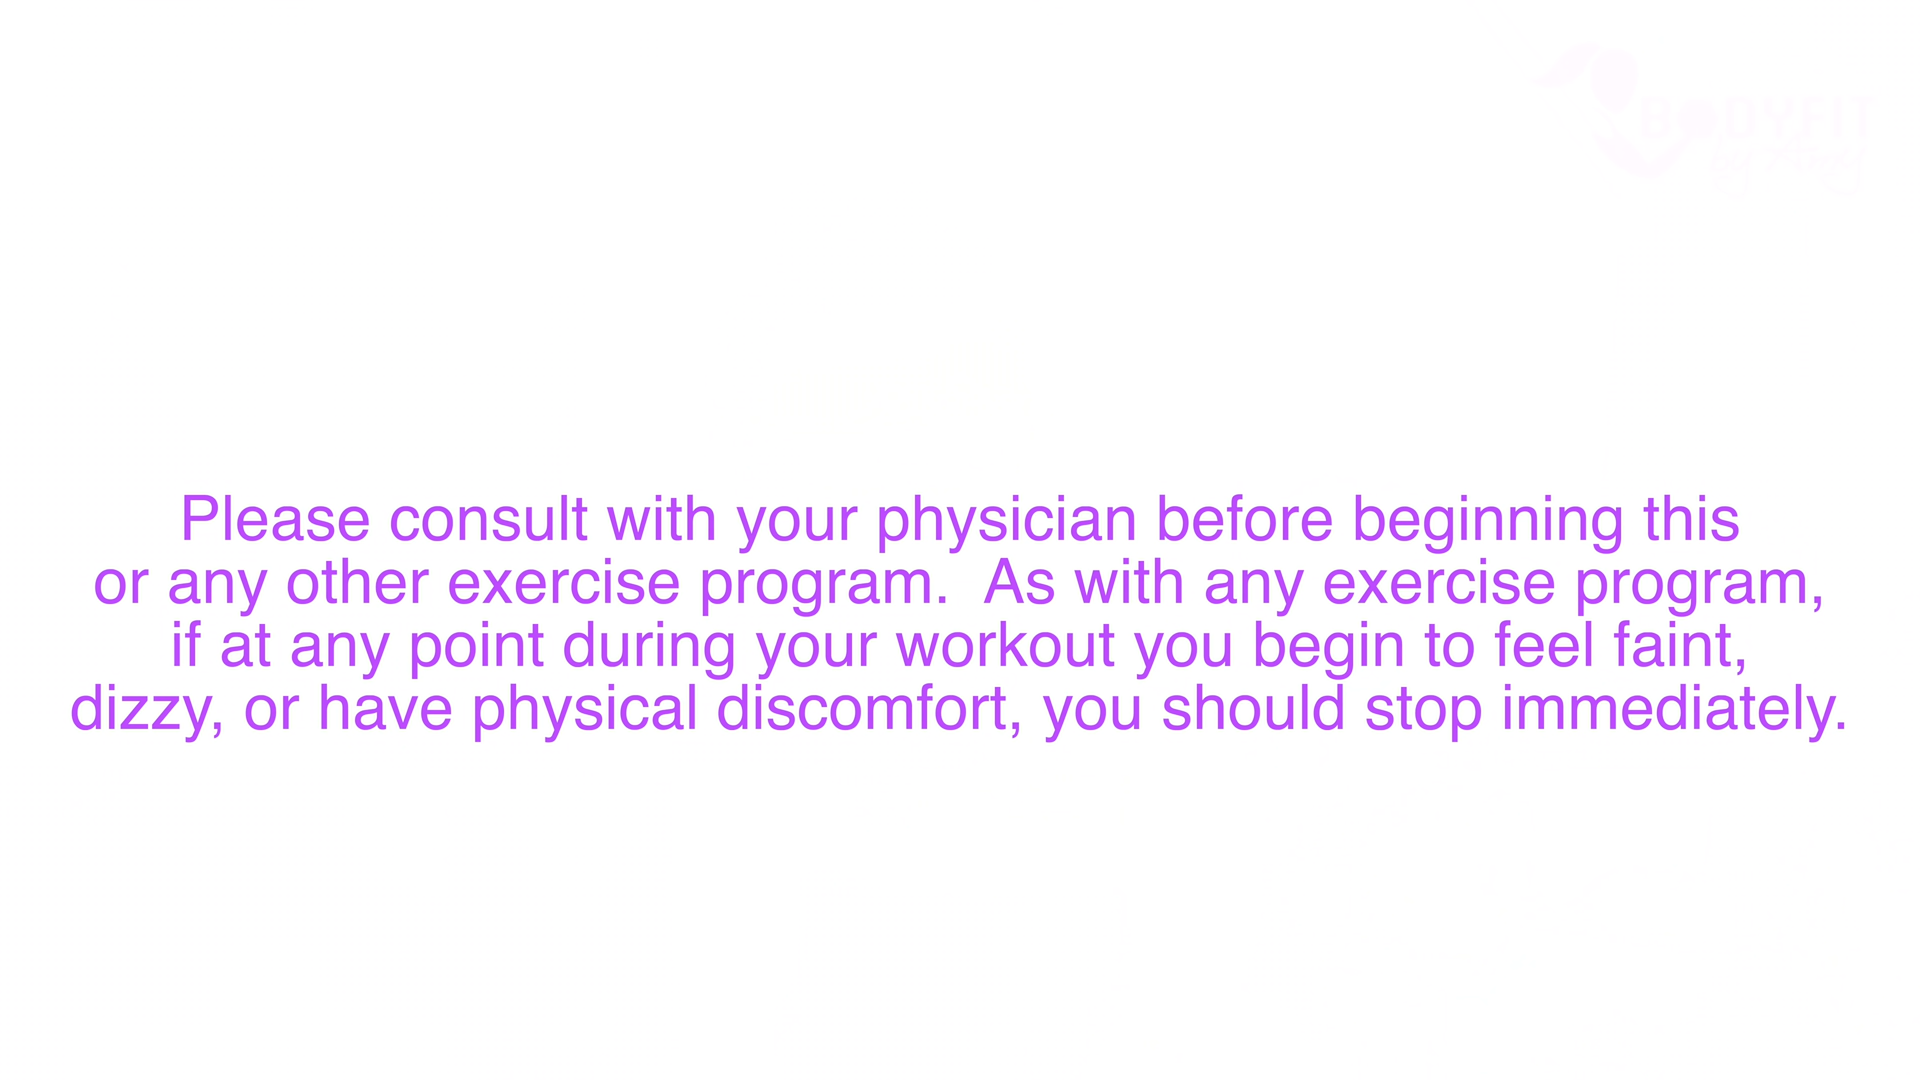 BODYFIT
Please consult with your physician before beginning this
or any other exercise program.  As with any exercise program,
if at any point during your workout you begin to feel faint,
dizzy, or have physical discomfort, you should stop immediately.